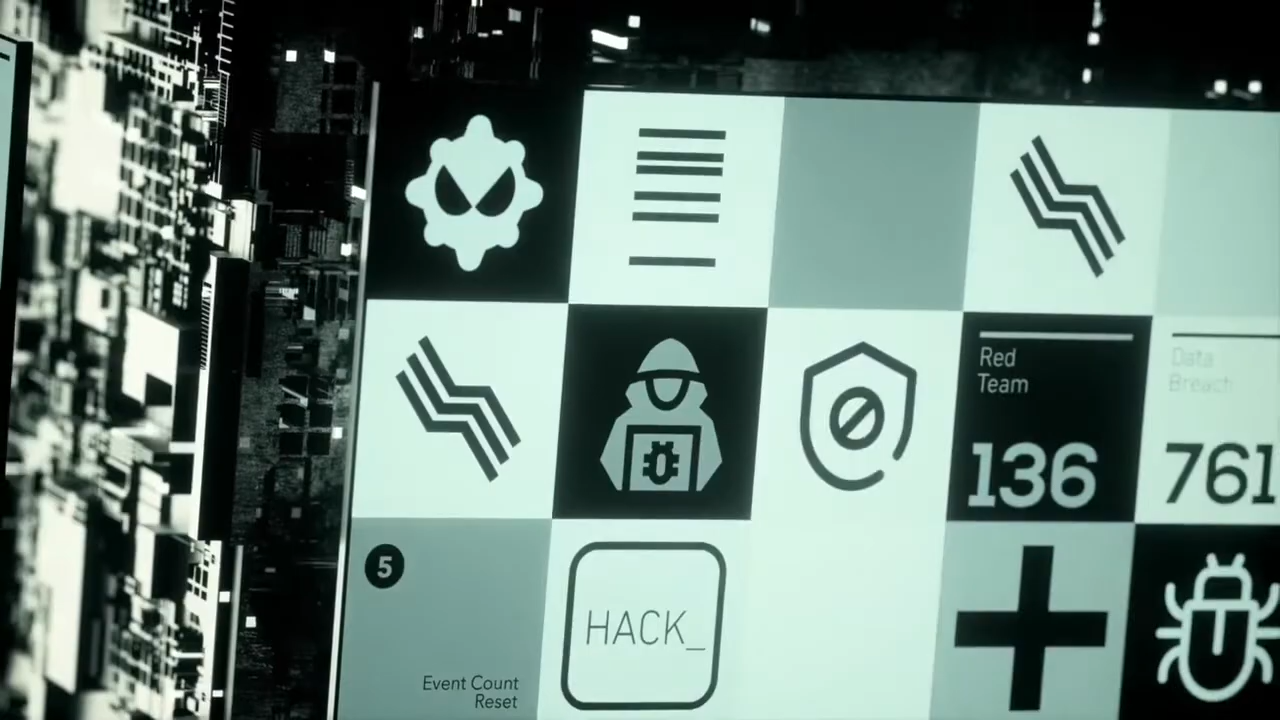 Red
Team
136
Data
Breach
761
5
HACK_
Event Count
Reset